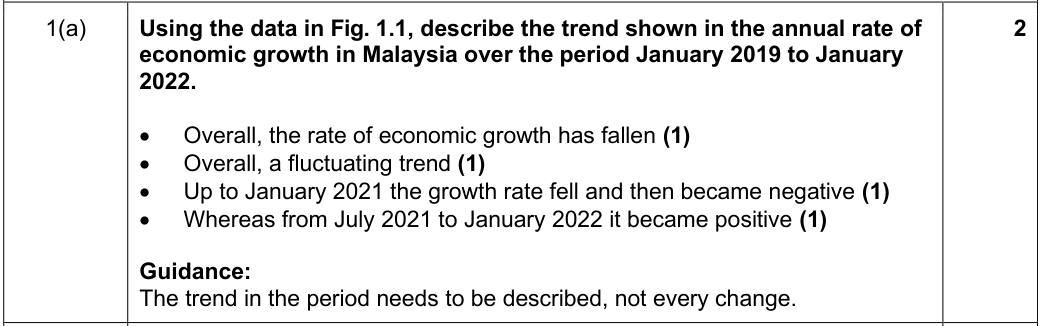 1(a)
Using the data in Fig. 1.1, describe the trend shown in the annual rate of
economic growth in Malaysia over the period January 2019 to January
2022.
2
• Overall, the rate of economic growth has fallen (1)
• Overall, a fluctuating trend (1)
• Up to January 2021 the growth rate fell and then became negative (1)
• Whereas from July 2021 to January 2022 it became positive (1)
Guidance:
The trend in the period needs to be described, not every change.